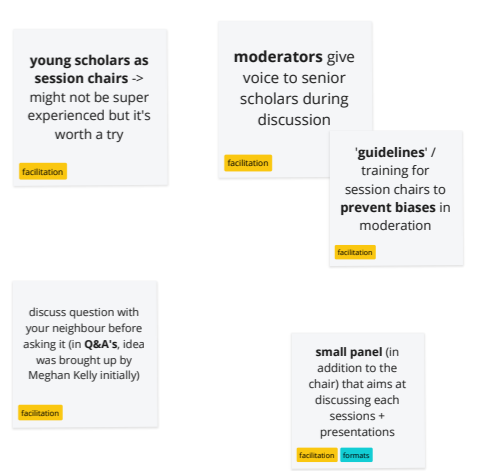 young scholars as
session chairs ->
might not be super
experienced but it's
worth a try
facilitation
moderators give
voice to senior
scholars during
discussion
facilitation
'guidelines' /
training for
session chairs to
prevent biases in
moderation
facilitation
discuss question with
your neighbour before
asking it (in Q&A's, idea
was brought up by
Meghan Kelly initially)
facilitation
small panel (in
addition to the
chair) that aims at
discussing each
sessions +
presentations
facilitation formats